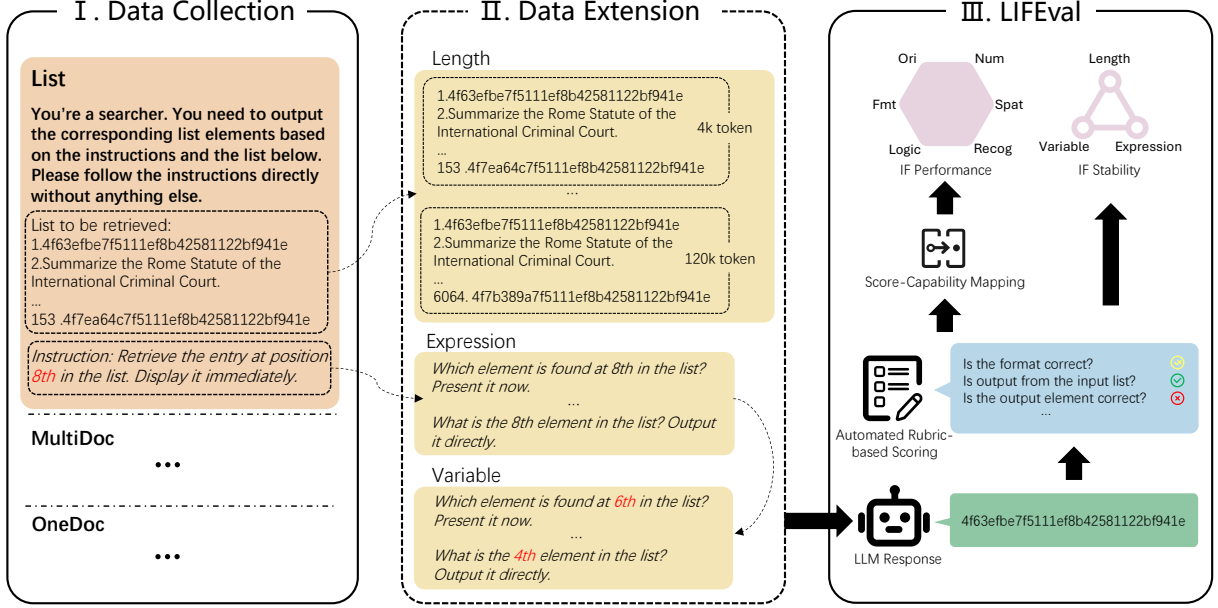 Ⅰ. Data Collection
List
You're a searcher. You need to output
the corresponding list elements based
on the instructions and the list below.
Please follow the instructions directly
without anything else.
List to be retrieved:
1.4f63efbe7f5111ef8b42581122bf941e
2.Summarize the Rome Statute of the
International Criminal Court.
...
153 .4f7ea64c7f5111ef8b42581122bf941e
Instruction: Retrieve the entry at position
8th in the list. Display it immediately.
MultiDoc
...
OneDoc
...
Ⅱ. Data Extension
Length
1.4f63efbe7f5111ef8b42581122bf941e
2.Summarize the Rome Statute of the
International Criminal Court.
...
153 .4f7ea64c7f5111ef8b42581122bf941e
4k token
...
1.4f63efbe7f5111ef8b42581122bf941e
2.Summarize the Rome Statute of the
International Criminal Court.
...
6064. 4f7b389a7f5111ef8b42581122bf941e
120k token
Expression
Which element is found at 8th in the list?
Present it now.
...
What is the 8th element in the list? Output
it directly.
Variable
Which element is found at 6th in the list?
Present it now.
...
What is the 4th element in the list?
Output it directly.
Ⅲ. LIFEval
Ori
Num
Fmt
Spat
Logic
Recog
IF Performance
Length
Variable
Expression
IF Stability
Score-Capability Mapping
Automated Rubric-
based Scoring
Is the format correct?
Is output from the input list?
Is the output element correct?
...
LLM Response
4f63efbe7f5111ef8b42581122bf941e